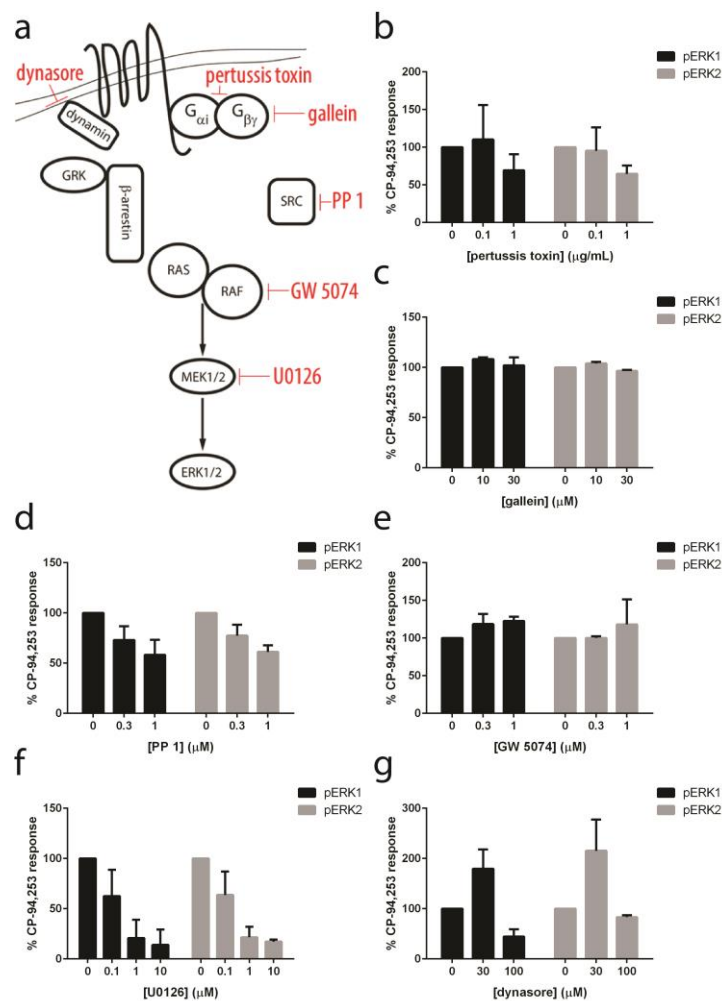 a
dynasore
pertussis toxin
gallein
dynamin
Gαi
Gβγ
GRK
β-arrestin
SRC
PP 1
RAS
RAF
GW 5074
MEK1/2
U0126
ERK1/2
b
pERK1
pERK2
% CP-94,253 response
100
80
60
40
20
0
0 0.1 1 0 0.1 1
[pertussis toxin] (μg/mL)
c
pERK1
pERK2
% CP-94,253 response
150
100
50
0
0 10 30 0 10 30
[gallein] (μM)
d
pERK1
pERK2
% CP-94,253 response
150
100
50
0
0 0.3 1 0 0.3 1
[PP 1] (μM)
e
pERK1
pERK2
% CP-94,253 response
200
150
100
50
0
0 0.3 1 0 0.3 1
[GW 5074] (μM)
f
pERK1
pERK2
% CP-94,253 response
150
100
50
0
0 0.1 1 10 0 0.1 1 10
[U0126] (μM)
g
pERK1
pERK2
% CP-94,253 response
300
200
100
0
0 30 100 0 30 100
[dynasore] (μM)